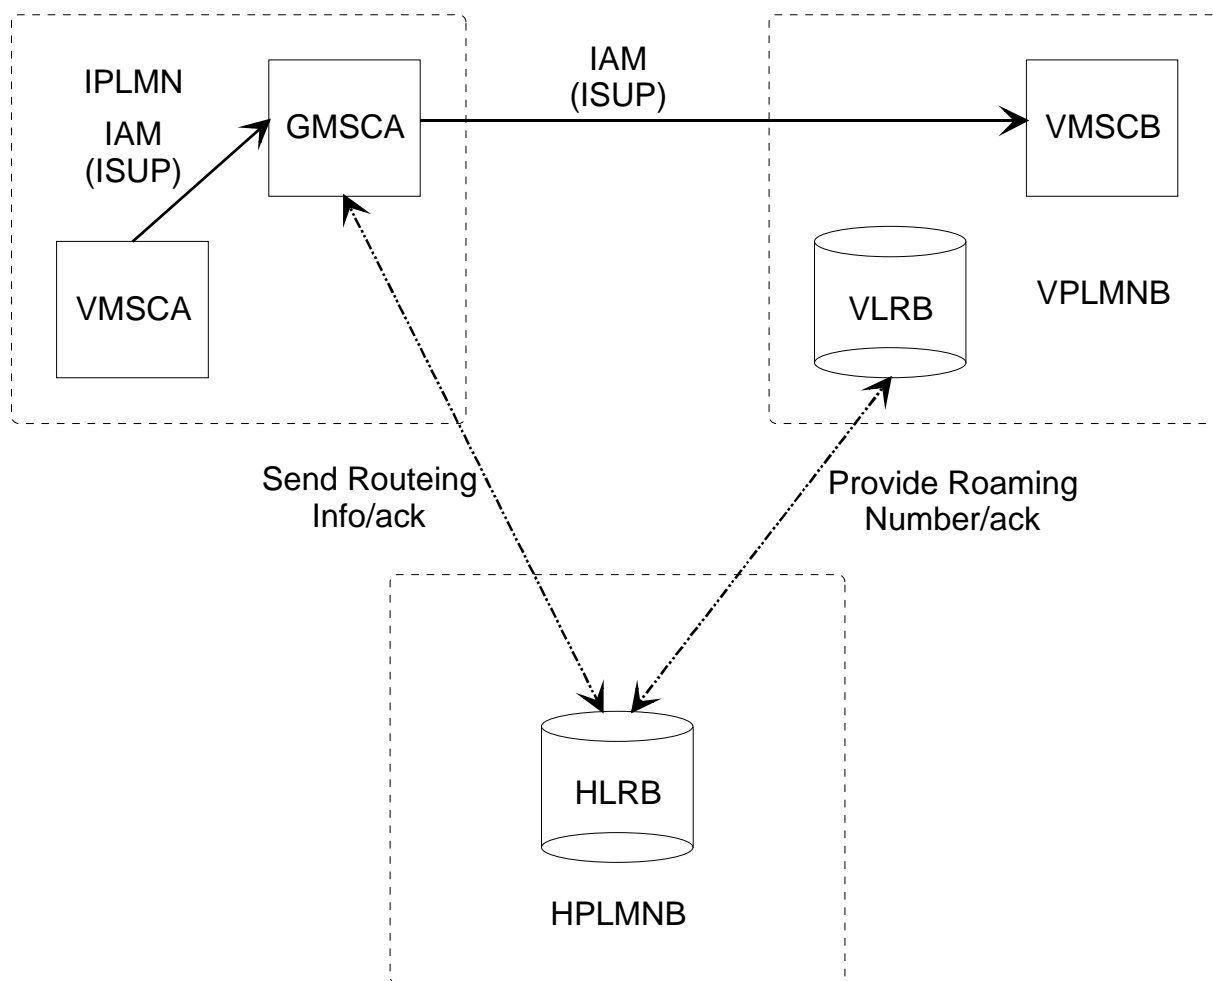 IAM
(ISUP)
IPLMN
GMSCA
VMSCB
IAM
(ISUP)
VMSCA
VLRB
VPLMNB
Send Routeing
Info/ack
Provide Roaming
Number/ack
HLRB
HPLMNB